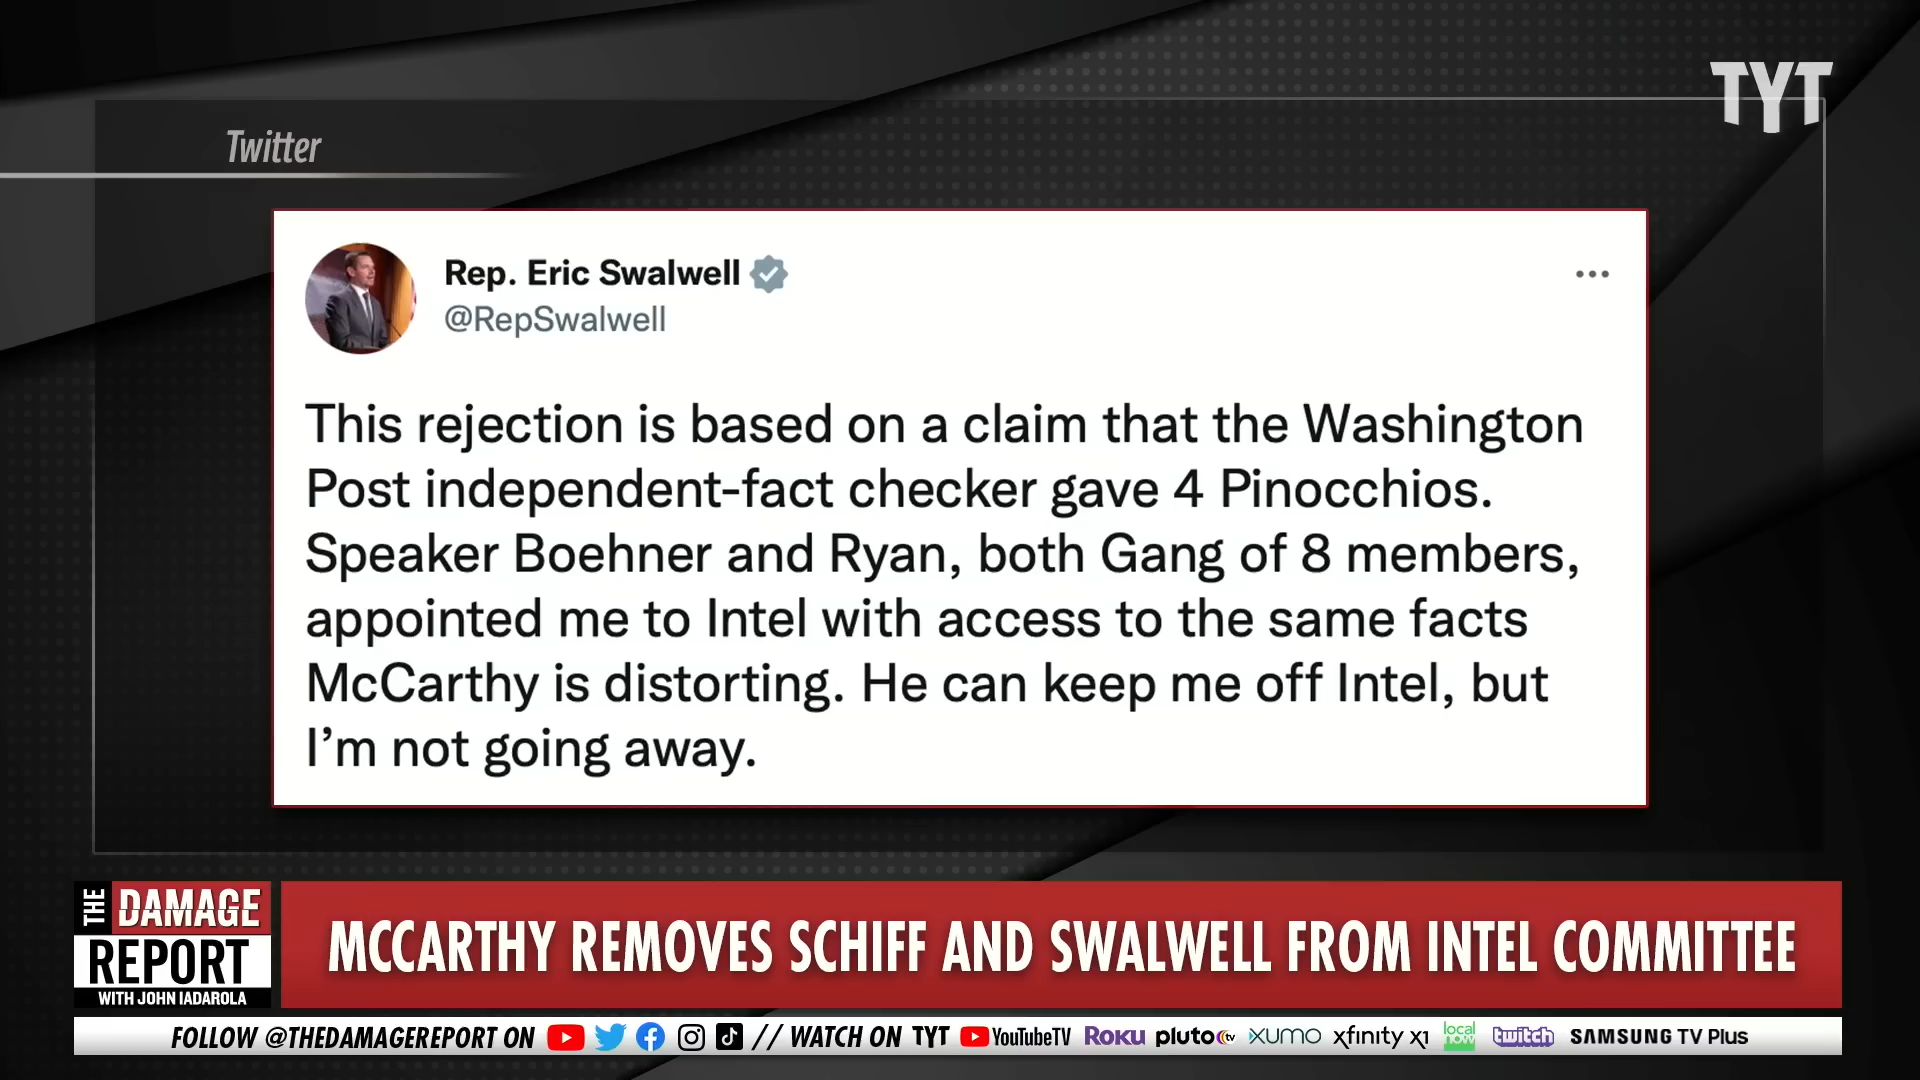 TYT
Twitter
Rep. Eric Swalwell
@RepSwalwell
This rejection is based on a claim that the Washington
Post independent-fact checker gave 4 Pinocchios.
Speaker Boehner and Ryan, both Gang of 8 members,
appointed me to Intel with access to the same facts
McCarthy is distorting. He can keep me off Intel, but
I’m not going away.
THE DAMAGE
REPORT
WITH JOHN IADAROLA
MCCARTHY REMOVES SCHIFF AND SWALWELL FROM INTEL COMMITTEE
FOLLOW @THEDAMAGEREPORT ON // WATCH ON TYT YouTubeTV ROKU pluto tv XUMO xfinity x1 local now twitch SAMSUNG TV Plus